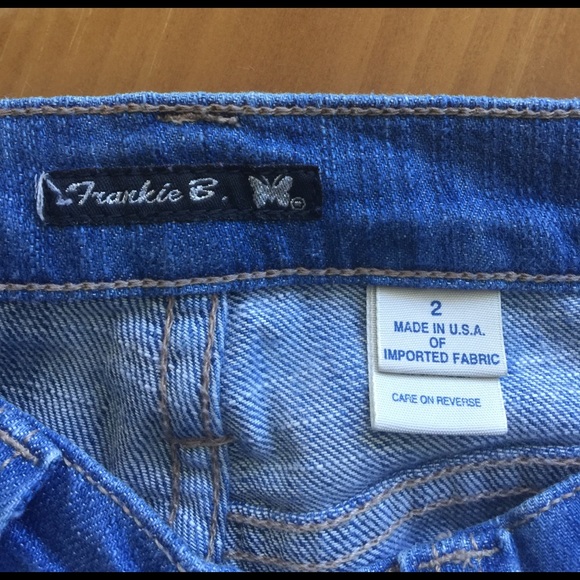 Frankie B.
2
MADE IN U.S.A.
OF
IMPORTED FABRIC
CARE ON REVERSE